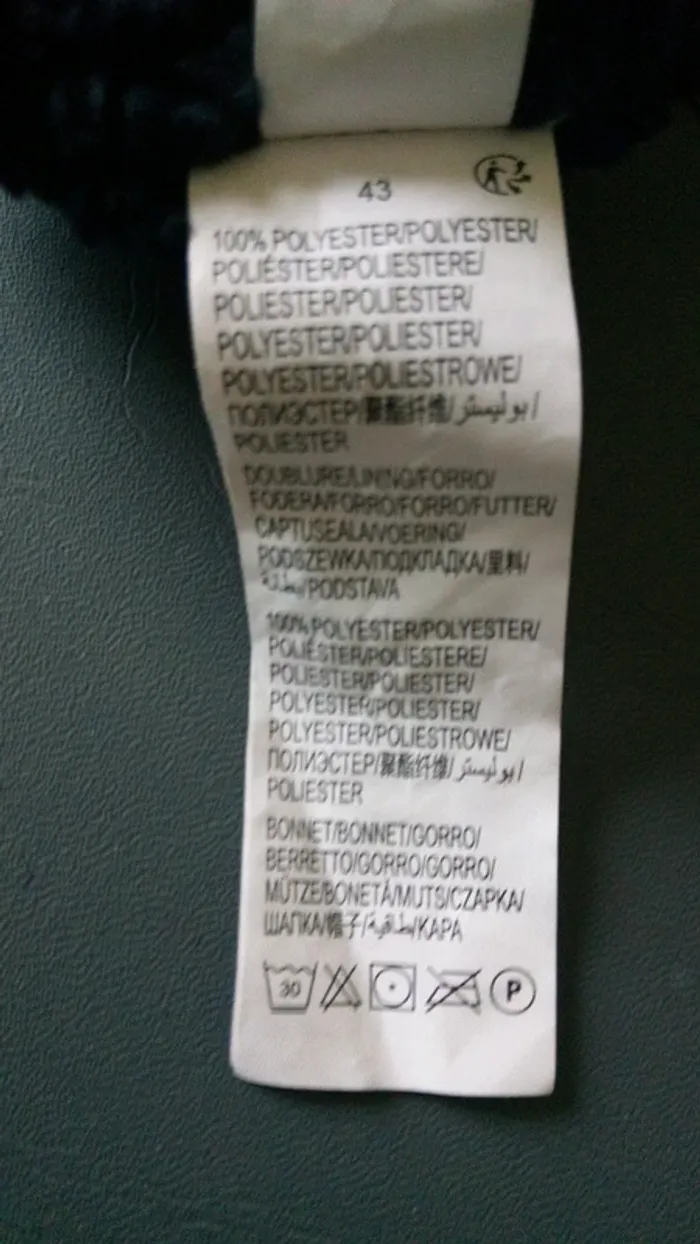 43
100% POLYESTER/POLYESTER/
POLIÉSTER/POLIESTERE/
POLIESTER/POLIESTER/
POLYESTER/POLIESTER/
POLYESTER/POLIESTROWE/
ПОЛИЭСТЕР/聚酯纤维/ابوليستر/
POLIESTER
DOUBLURE/LINING/FORRO/
FODERA/FORRO/FORRO/FUTTER/
CAPTUSEALA/VOERING/
PODSZEWKA/ПОДКЛАДКА/里料/
بطانة/PODSTAVA
100% POLYESTER/POLYESTER/
POLIÉSTER/POLIESTERE/
POLIESTER/POLIESTER/
POLYESTER/POLIESTER/
POLYESTER/POLIESTROWE/
ПОЛИЭСТЕР/聚酯纤维/ابوليستر/
POLIESTER
BONNET/BONNET/GORRO/
BERRETTO/GORRO/GORRO/
MÜTZE/BONETĂ/MUTS/CZAPKA/
ШАПКА/帽子/طاقية/KAPA
30 P